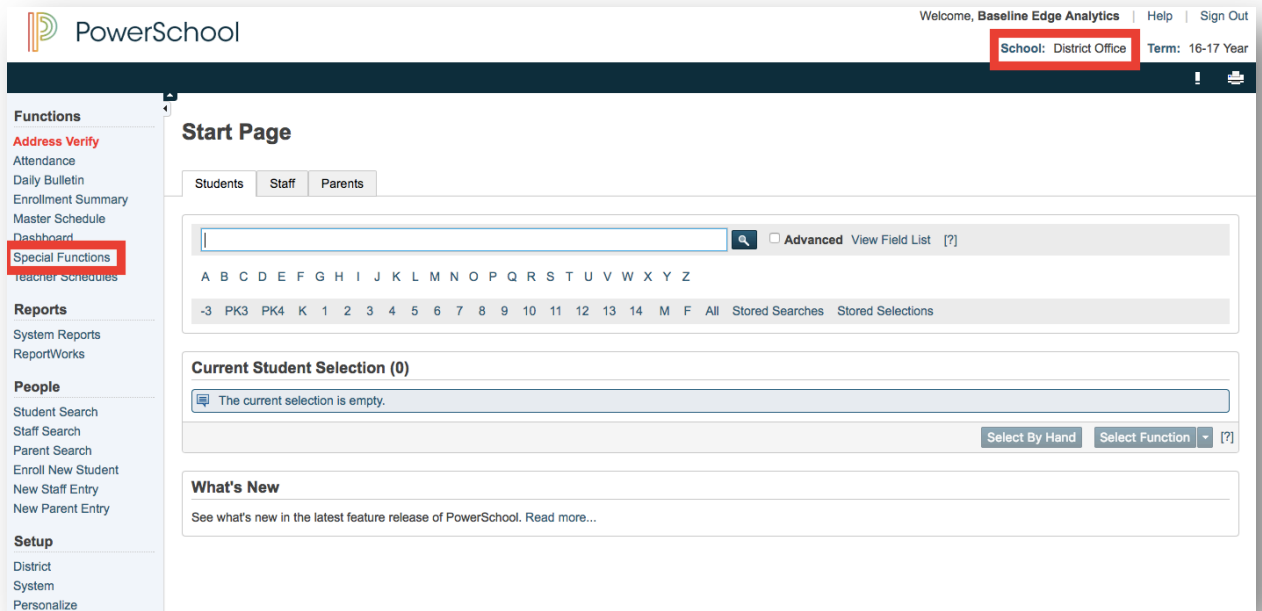 PowerSchool
Welcome, Baseline Edge Analytics | Help | Sign Out
School: District Office Term: 16-17 Year
Functions
Address Verify
Attendance
Daily Bulletin
Enrollment Summary
Master Schedule
Dashboard
Special Functions
Teacher Schedules
Reports
System Reports
ReportWorks
People
Student Search
Staff Search
Parent Search
Enroll New Student
New Staff Entry
New Parent Entry
Setup
District
System
Personalize
Start Page
Students Staff Parents
Advanced View Field List [?]
A B C D E F G H I J K L M N O P Q R S T U V W X Y Z
-3 PK3 PK4 K 1 2 3 4 5 6 7 8 9 10 11 12 13 14 M F All Stored Searches Stored Selections
Current Student Selection (0)
The current selection is empty.
Select By Hand Select Function [?]
What's New
See what's new in the latest feature release of PowerSchool. Read more...